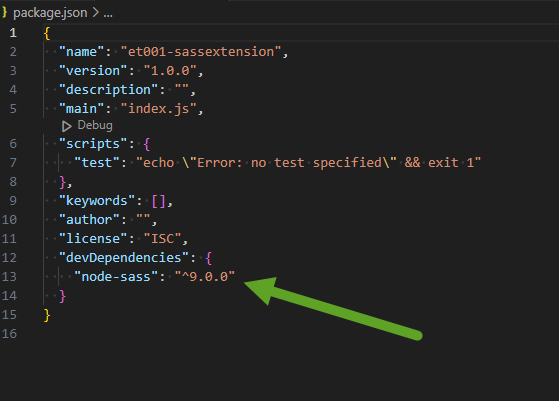 package.json > ...
1 {
2 "name": "et001-sassextension",
3 "version": "1.0.0",
4 "description": "",
5 "main": "index.js",
Debug
6 "scripts": {
7 "test": "echo \"Error: no test specified\" && exit 1"
8 },
9 "keywords": [],
10 "author": "",
11 "license": "ISC",
12 "devDependencies": {
13 "node-sass": "^9.0.0"
14 }
15 }
16